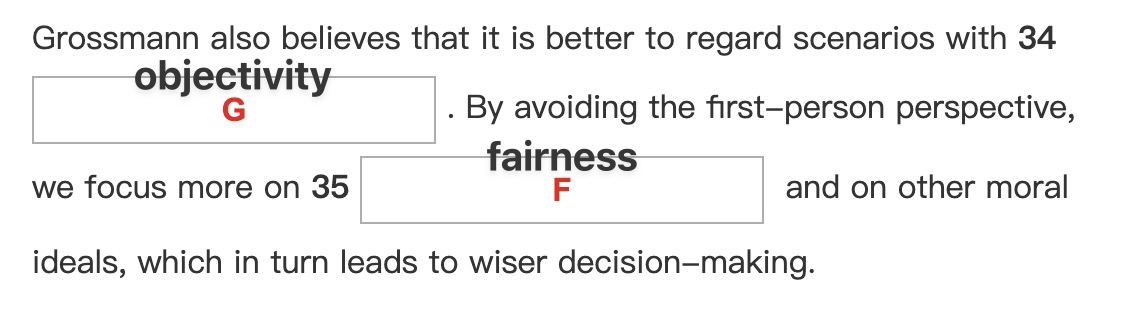 Grossmann also believes that it is better to regard scenarios with 34
objectivity
G
. By avoiding the first-person perspective,
fairness
we focus more on 35 F and on other moral
ideals, which in turn leads to wiser decision-making.